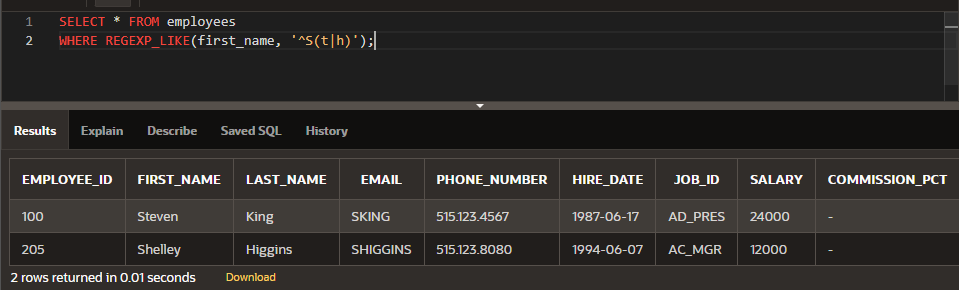 1 SELECT * FROM employees
2 WHERE REGEXP_LIKE(first_name, '^S(t|h)');
Results Explain Describe Saved SQL History
EMPLOYEE_ID FIRST_NAME LAST_NAME EMAIL PHONE_NUMBER HIRE_DATE JOB_ID SALARY COMMISSION_PCT
100 Steven King SKING 515.123.4567 1987-06-17 AD_PRES 24000 -
205 Shelley Higgins SHIGGINS 515.123.8080 1994-06-07 AC_MGR 12000 -
2 rows returned in 0.01 seconds Download